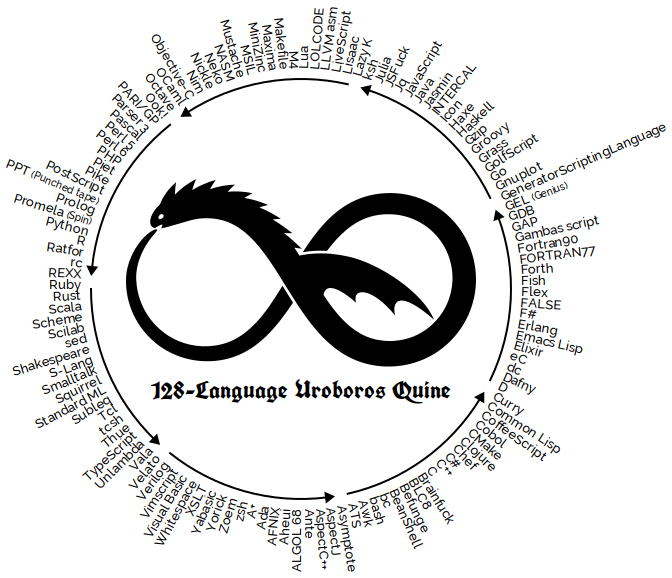 128-Language Uroboros Quine
Ruby
Rust
Scala
Scheme
Scilab
sed
Shakespeare
S-Lang
Smalltalk
Squirrel
Standard ML
Subleq
Tcl
tcsh
Thue
TypeScript
Unlambda
Vala
Velato
Verilog
Vimscript
Visual Basic
Whitespace
XSLT
Yabasic
Yorick
Zoem
zsh
A+
Ada
AFNIX
Aheui
ALGOL 68
Ante
AspectC++
AspectJ
Asymptote
ATS
Awk
bash
bc
BeanShell
Befunge
BLC8
Brainfuck
C
C++
C#
Chef
Clojure
CMake
Cobol
CoffeeScript
Common Lisp
Curry
D
Dafny
dc
eC
Elixir
Emacs Lisp
Erlang
F#
FALSE
Flex
Fish
Forth
FORTRAN77
Fortran90
Gambas script
GAP
GDB
GEL (Genius)
GeneratorScriptingLanguage
Gnuplot
Go
GolfScript
Grass
Groovy
Gzip
Haskell
Haxe
Icon
INTERCAL
Jasmin
Java
JavaScript
Jq
JSFuck
Julia
ksh
Lazy K
Lisaac
LiveScript
LLVM asm
LOLCODE
Lua
M4
Makefile
Maxima
MiniZinc
MSIL
Mustache
NASM
Neko
Nickle
Nim
Objective-C
OCaml
Octave
Ook!
PARI/GP
Parser3
Pascal
Perl 5
Perl 6
PHP
Piet
Pike
PostScript
PPT (Punched tape)
Prolog
Promela (Spin)
Python
R
Ratfor
rc
REXX